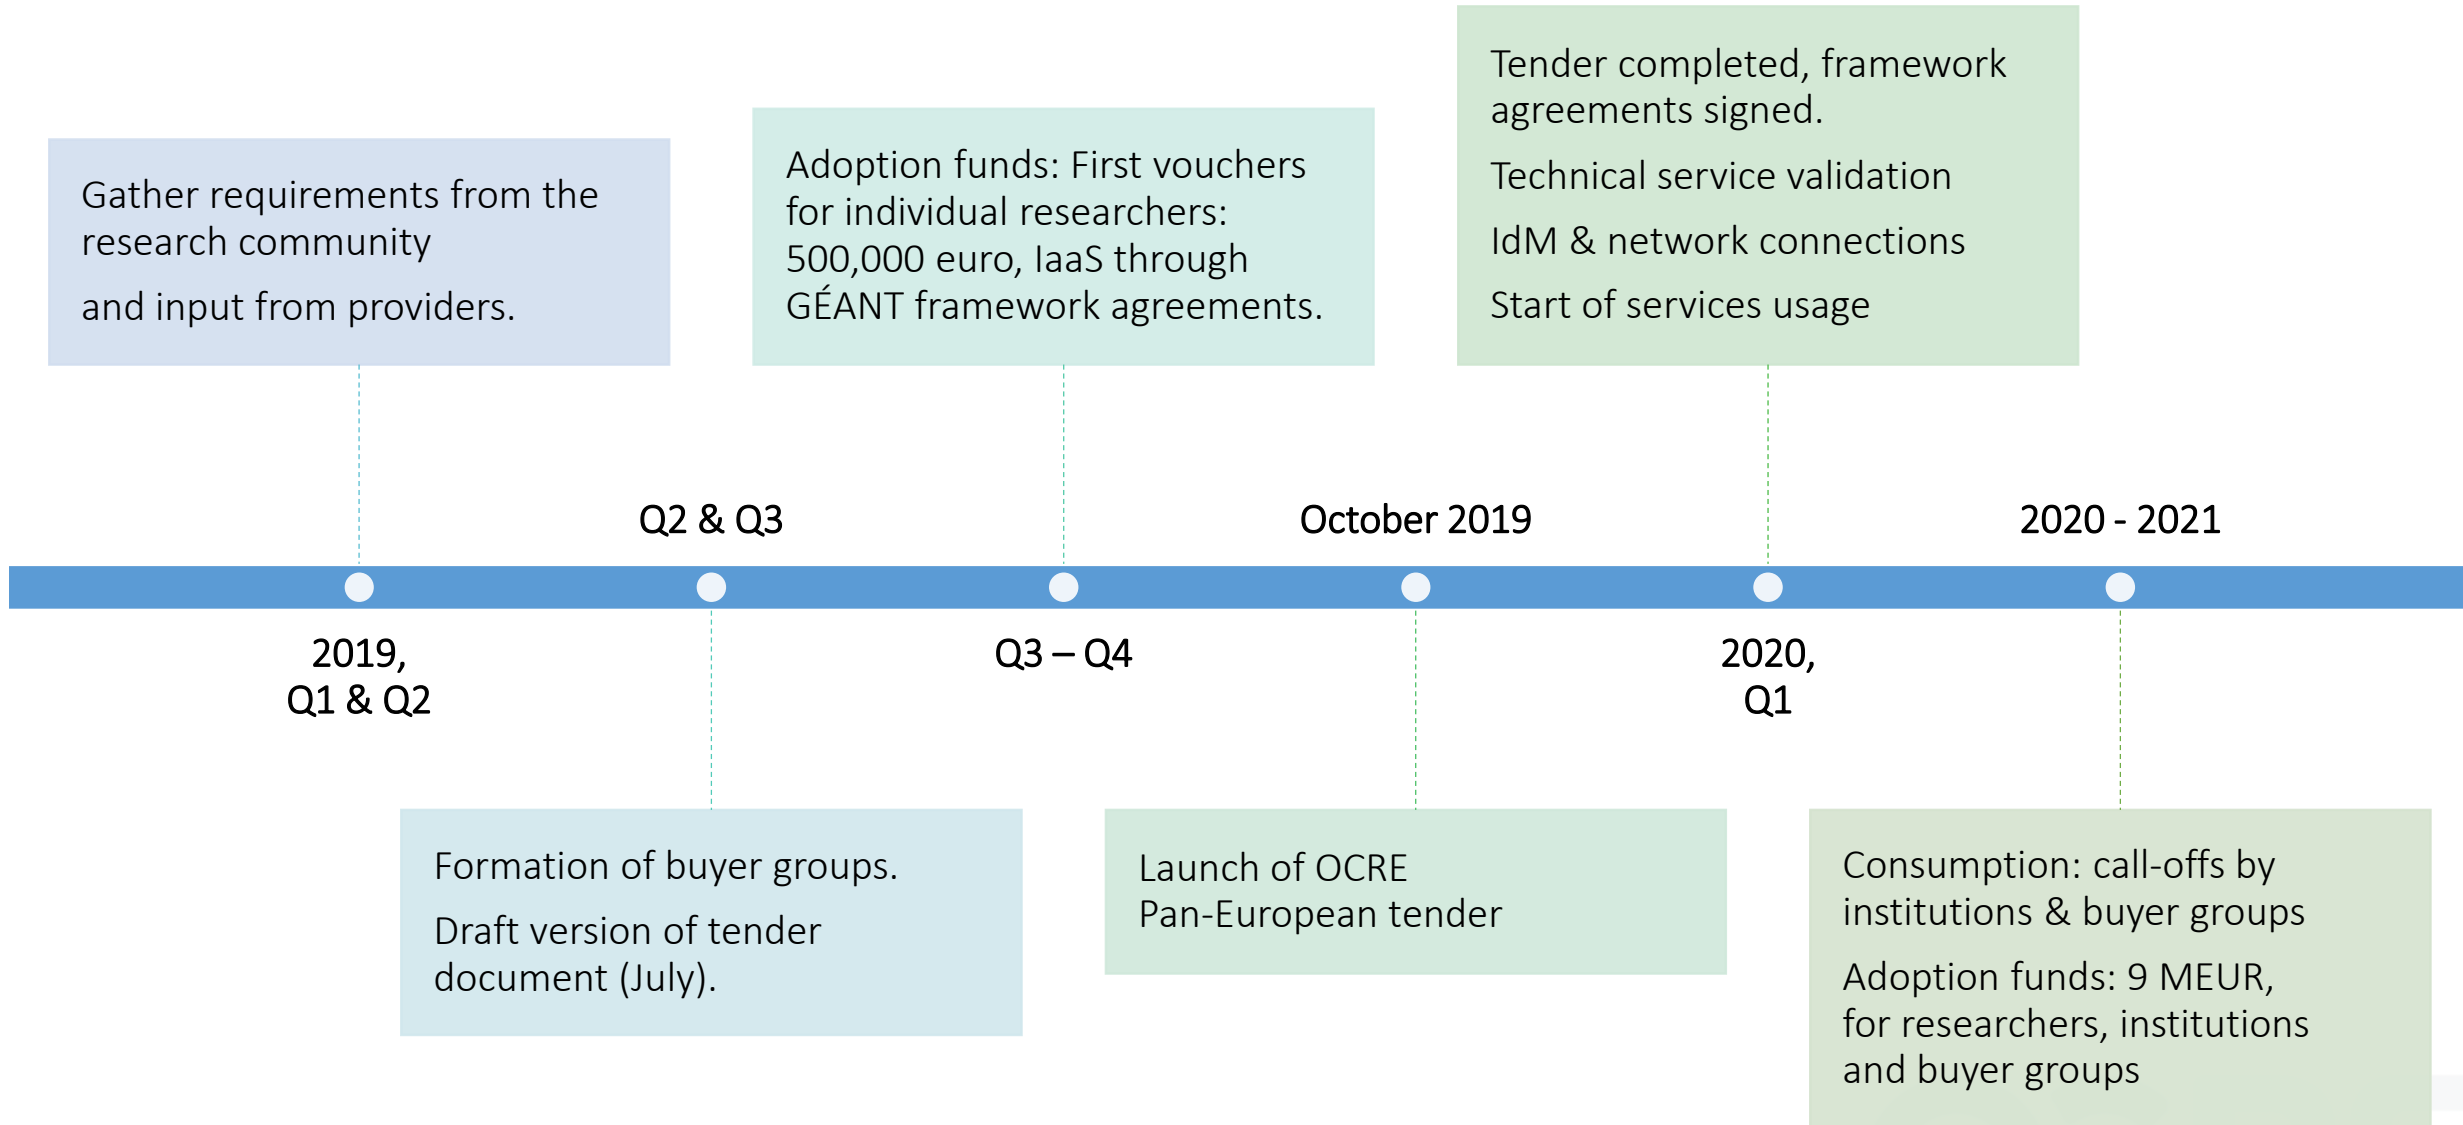 Gather requirements from the
research community
and input from providers.
2019,
Q1 & Q2
Q2 & Q3
Formation of buyer groups.
Draft version of tender
document (July).
Adoption funds: First vouchers
for individual researchers:
500,000 euro, IaaS through
GÉANT framework agreements.
Q3 – Q4
October 2019
Launch of OCRE
Pan-European tender
Tender completed, framework
agreements signed.
Technical service validation
IdM & network connections
Start of services usage
2020,
Q1
2020 - 2021
Consumption: call-offs by
institutions & buyer groups
Adoption funds: 9 MEUR,
for researchers, institutions
and buyer groups